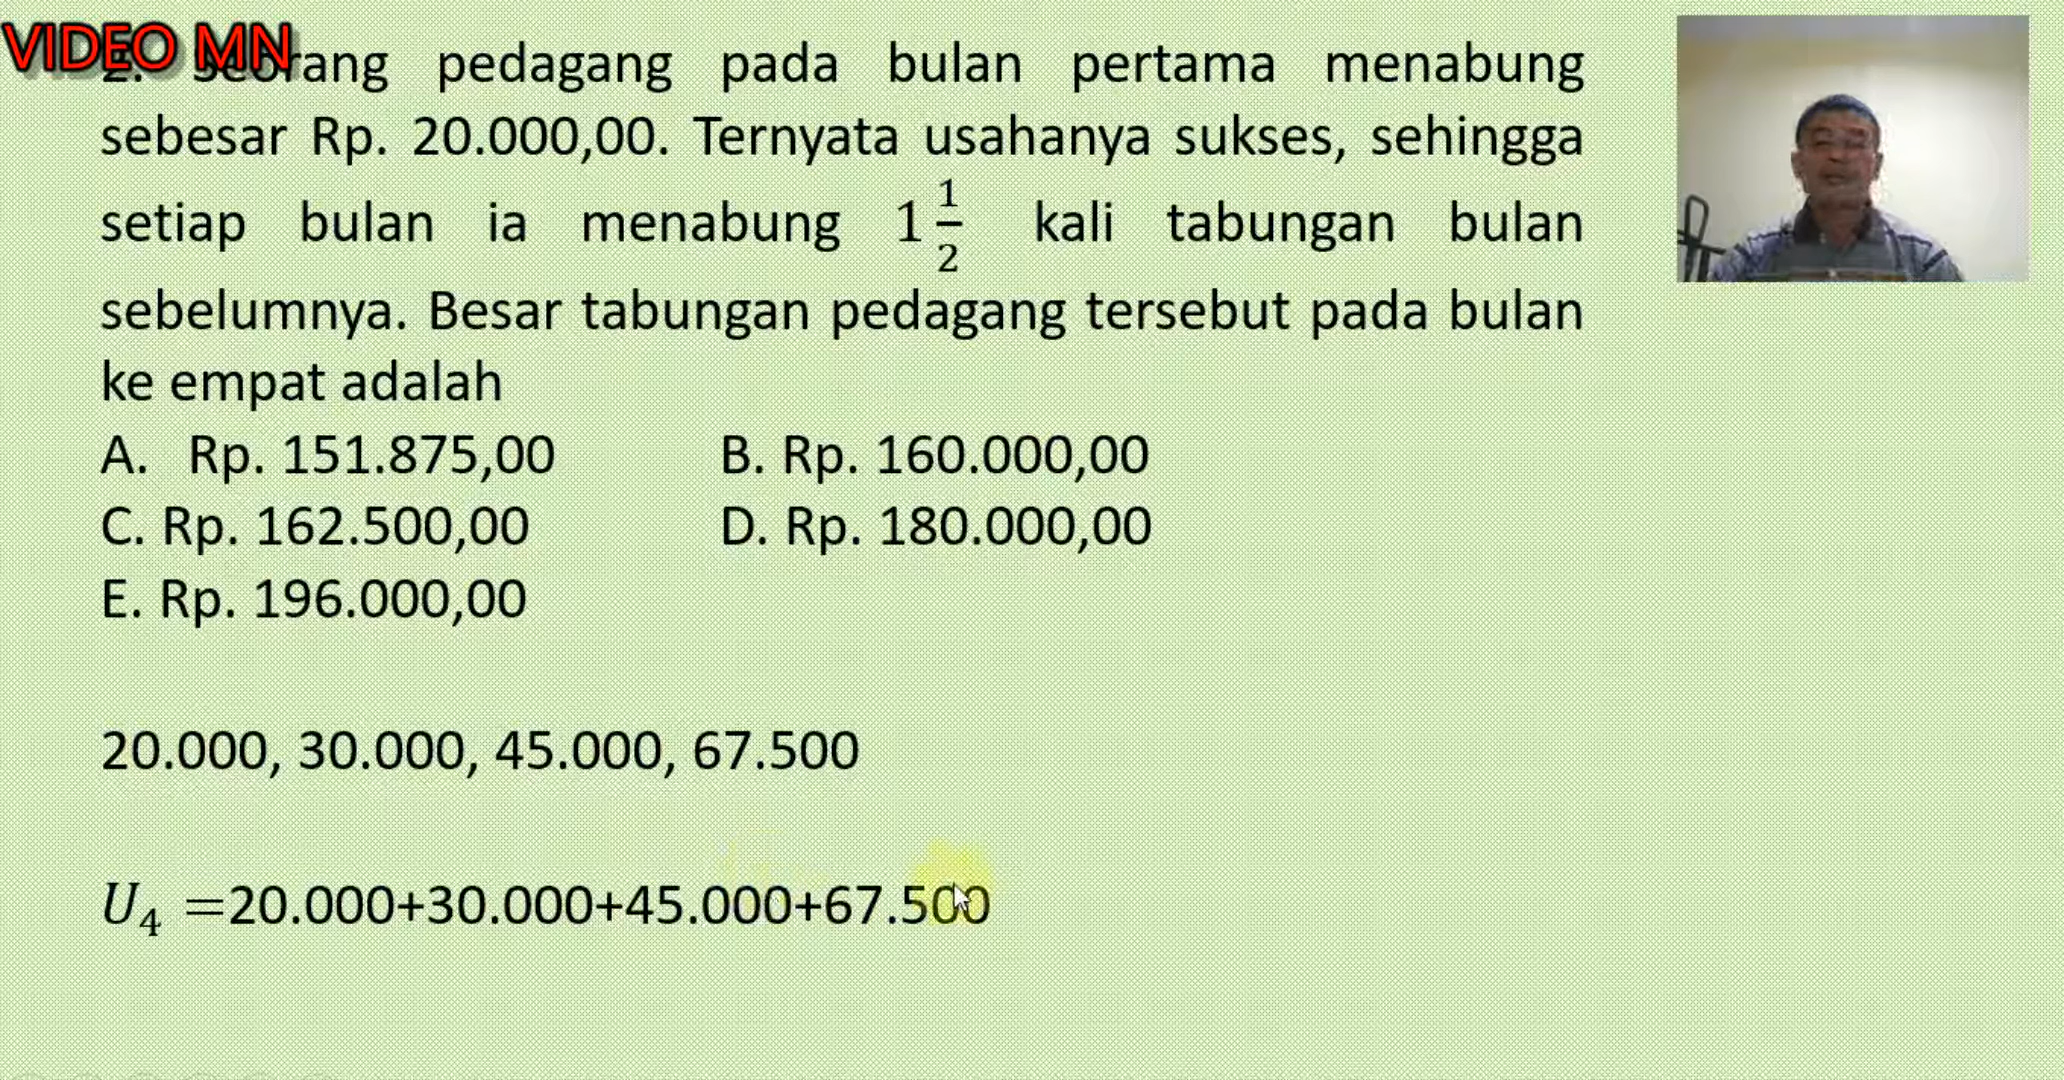 VIDEO MN
2. Seorang pedagang pada bulan pertama menabung
sebesar Rp. 20.000,00. Ternyata usahanya sukses, sehingga
setiap bulan ia menabung 1 1/2 kali tabungan bulan
sebelumnya. Besar tabungan pedagang tersebut pada bulan
ke empat adalah
A. Rp. 151.875,00 B. Rp. 160.000,00
C. Rp. 162.500,00 D. Rp. 180.000,00
E. Rp. 196.000,00
20.000, 30.000, 45.000, 67.500
U₄ =20.000+30.000+45.000+67.500